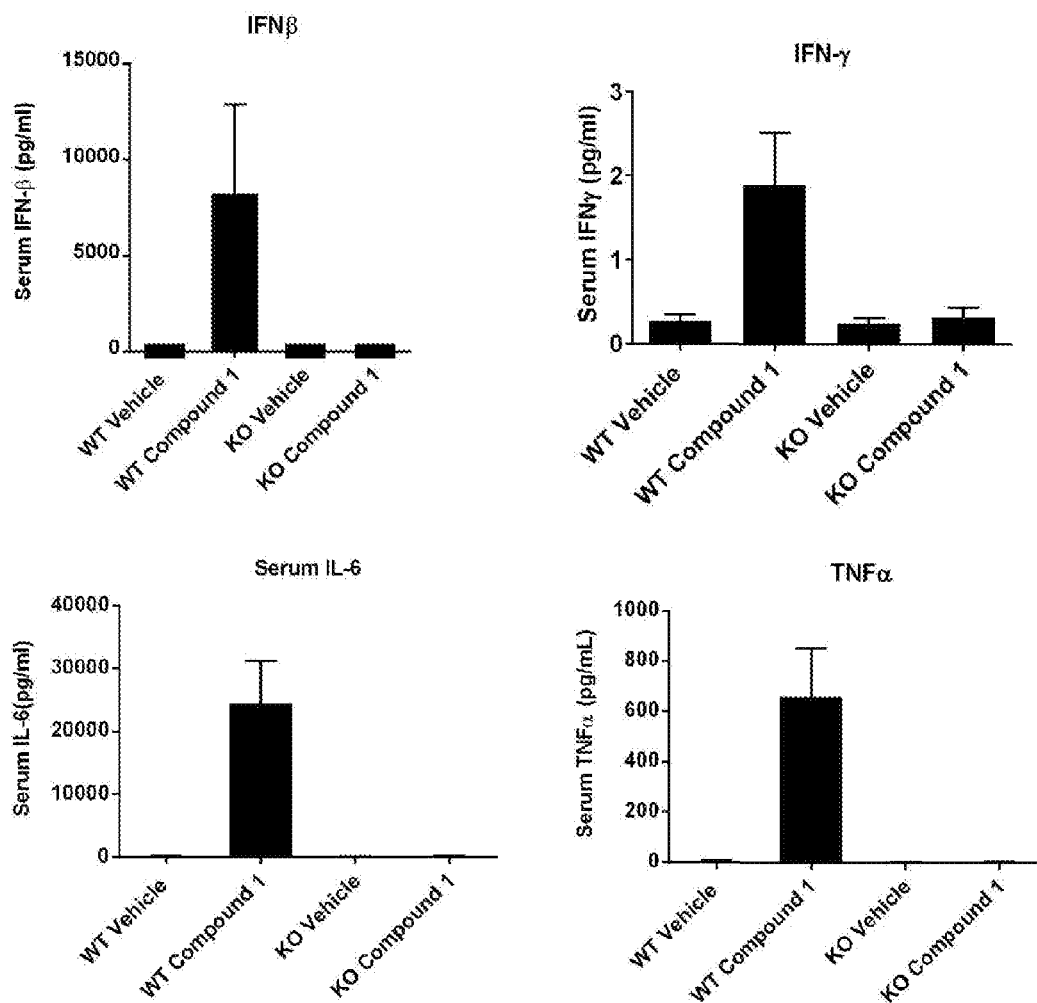 IFNβ
Serum IFN-β (pg/ml)
15000
10000
5000
0
WT Vehicle
WT Compound 1
KO Vehicle
KO Compound 1
IFN-γ
Serum IFNγ (pg/ml)
3
2
1
0
WT Vehicle
WT Compound 1
KO Vehicle
KO Compound 1
Serum IL-6
Serum IL-6(pg/ml)
40000
30000
20000
10000
0
WT Vehicle
WT Compound 1
KO Vehicle
KO Compound 1
TNFα
Serum TNFα (pg/mL)
1000
800
600
400
200
0
WT Vehicle
WT Compound 1
KO Vehicle
KO Compound 1